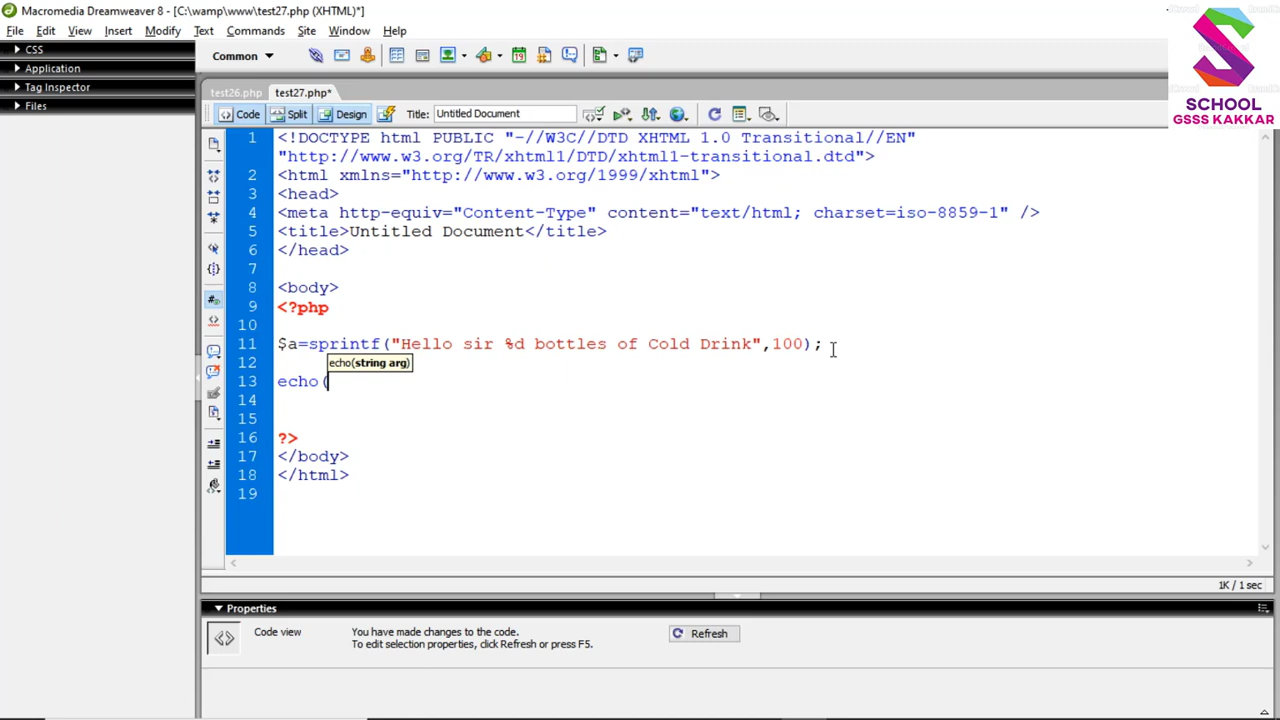 Macromedia Dreamweaver 8 - [C:\wamp\www\test27.php (XHTML)*]
File Edit View Insert Modify Text Commands Site Window Help
CSS
Application
Tag Inspector
Files
Common
test26.php test27.php*
Code Split Design Title: Untitled Document
SCHOOL
GSSS KAKKAR
1 <!DOCTYPE html PUBLIC "-//W3C//DTD XHTML 1.0 Transitional//EN"
"http://www.w3.org/TR/xhtml1/DTD/xhtml1-transitional.dtd">
2 <html xmlns="http://www.w3.org/1999/xhtml">
3 <head>
4 <meta http-equiv="Content-Type" content="text/html; charset=iso-8859-1" />
5 <title>Untitled Document</title>
6 </head>
7
8 <body>
9 <?php
10
11 $a=sprintf("Hello sir %d bottles of Cold Drink",100);
12 echo(string arg)
13 echo(
14
15
16 ?>
17 </body>
18 </html>
19
1K / 1 sec
Properties
Code view You have made changes to the code. Refresh
To edit selection properties, click Refresh or press F5.